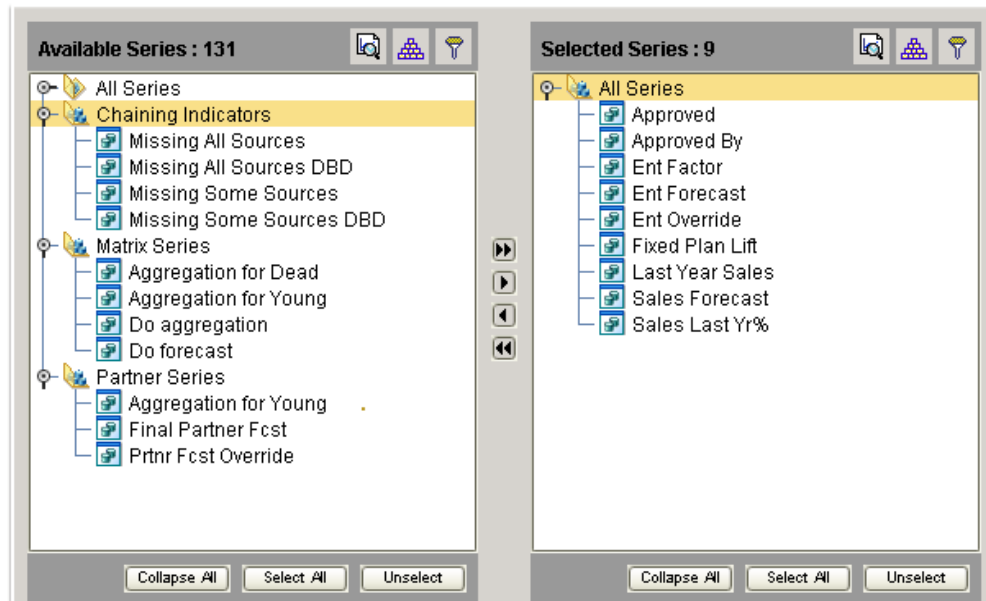 Available Series : 131
All Series
Chaining Indicators
Missing All Sources
Missing All Sources DBD
Missing Some Sources
Missing Some Sources DBD
Matrix Series
Aggregation for Dead
Aggregation for Young
Do aggregation
Do forecast
Partner Series
Aggregation for Young
Final Partner Fcst
Prtnr Fcst Override
Collapse All Select All Unselect
Selected Series : 9
All Series
Approved
Approved By
Ent Factor
Ent Forecast
Ent Override
Fixed Plan Lift
Last Year Sales
Sales Forecast
Sales Last Yr%
Collapse All Select All Unselect